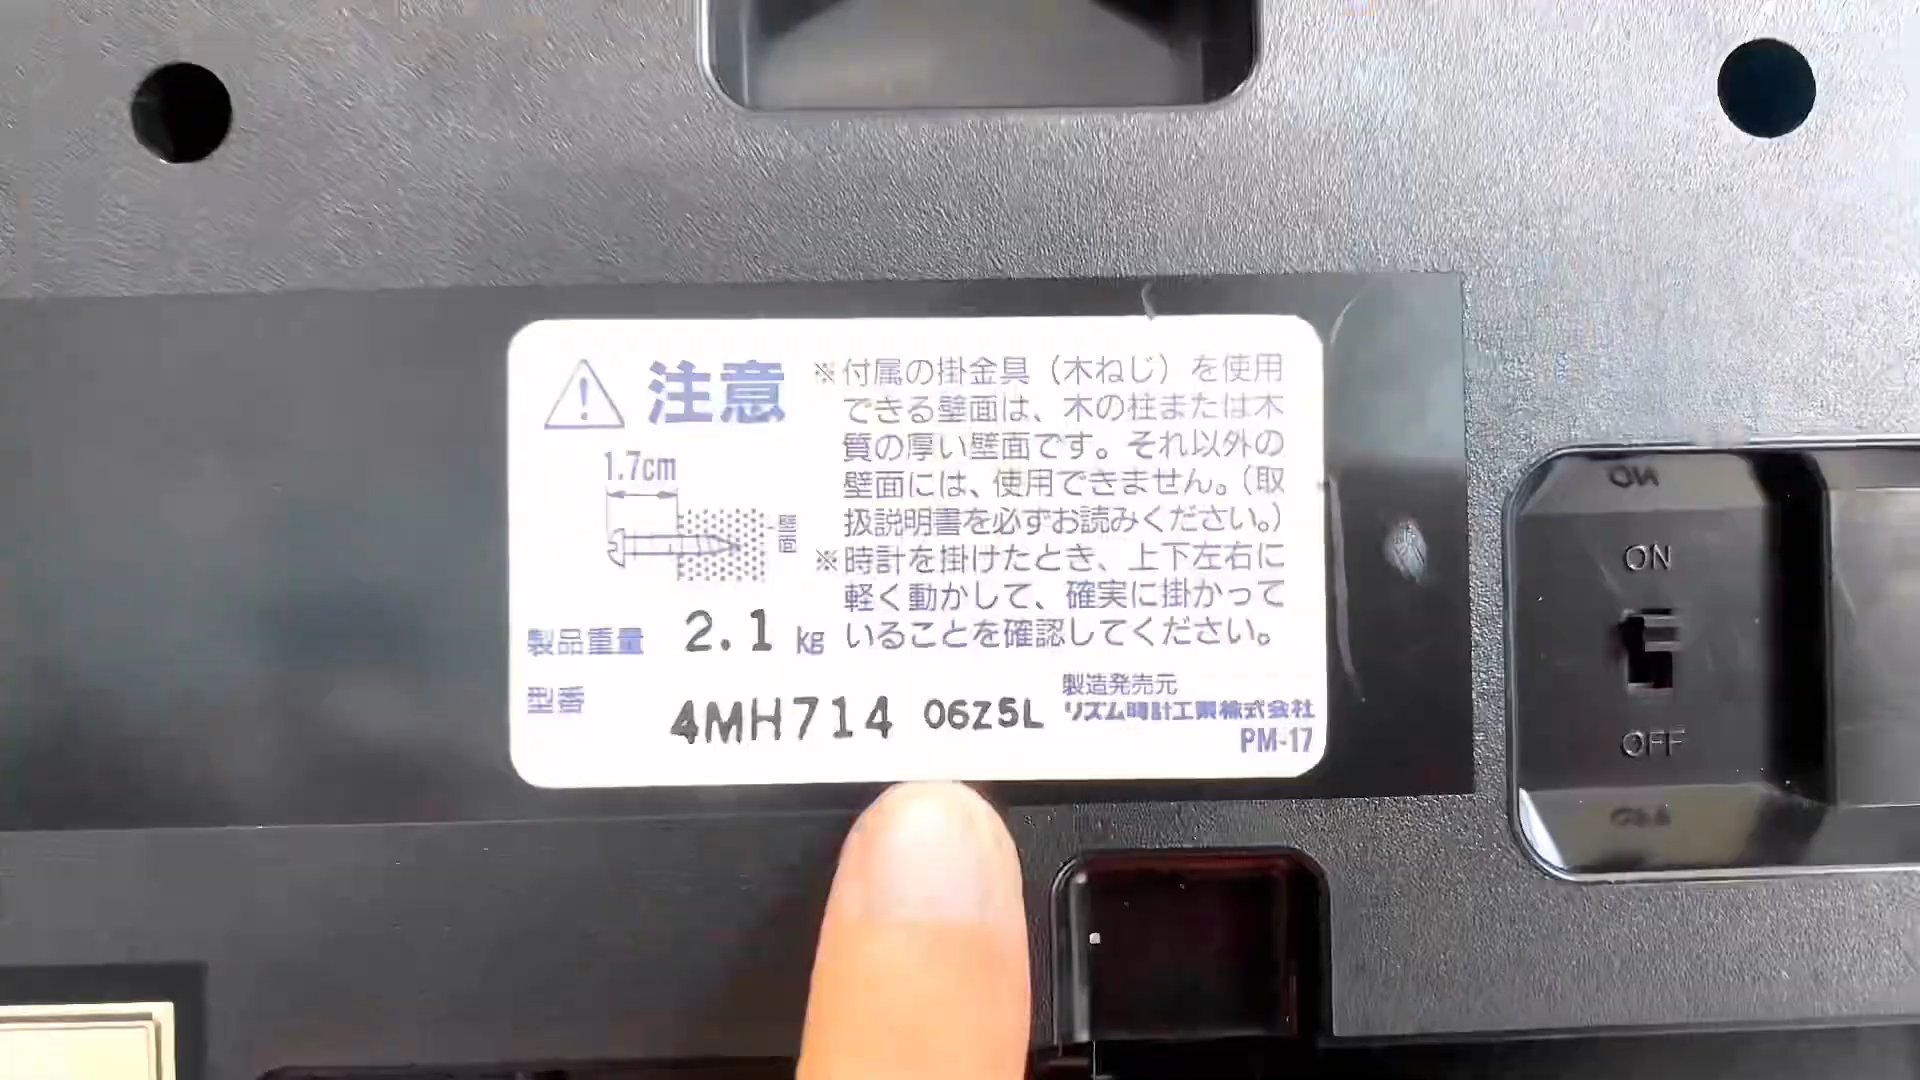 注意
※付属の掛金具（木ねじ）を使用
できる壁面は、木の柱または木
質の厚い壁面です。それ以外の
壁面には、使用できません。（取
扱説明書を必ずお読みください。）
※時計を掛けたとき、上下左右に
軽く動かして、確実に掛かって
いることを確認してください。
1.7cm
壁面
製品重量 2.1 kg
型番 4MH714 06Z5L
製造発売元
リズム時計工業株式会社
PM-17
ON
OFF